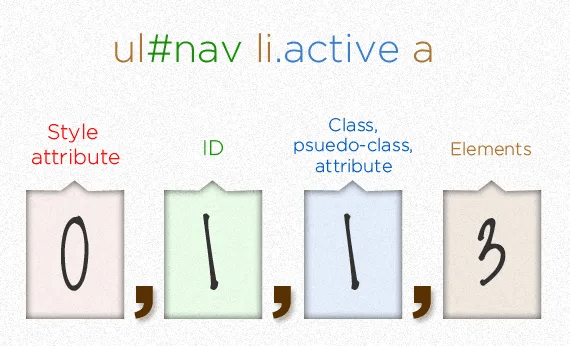 ul#nav li.active a
Style
attribute
ID
Class,
psuedo-class,
attribute
Elements
0 , 1 , 1 , 3